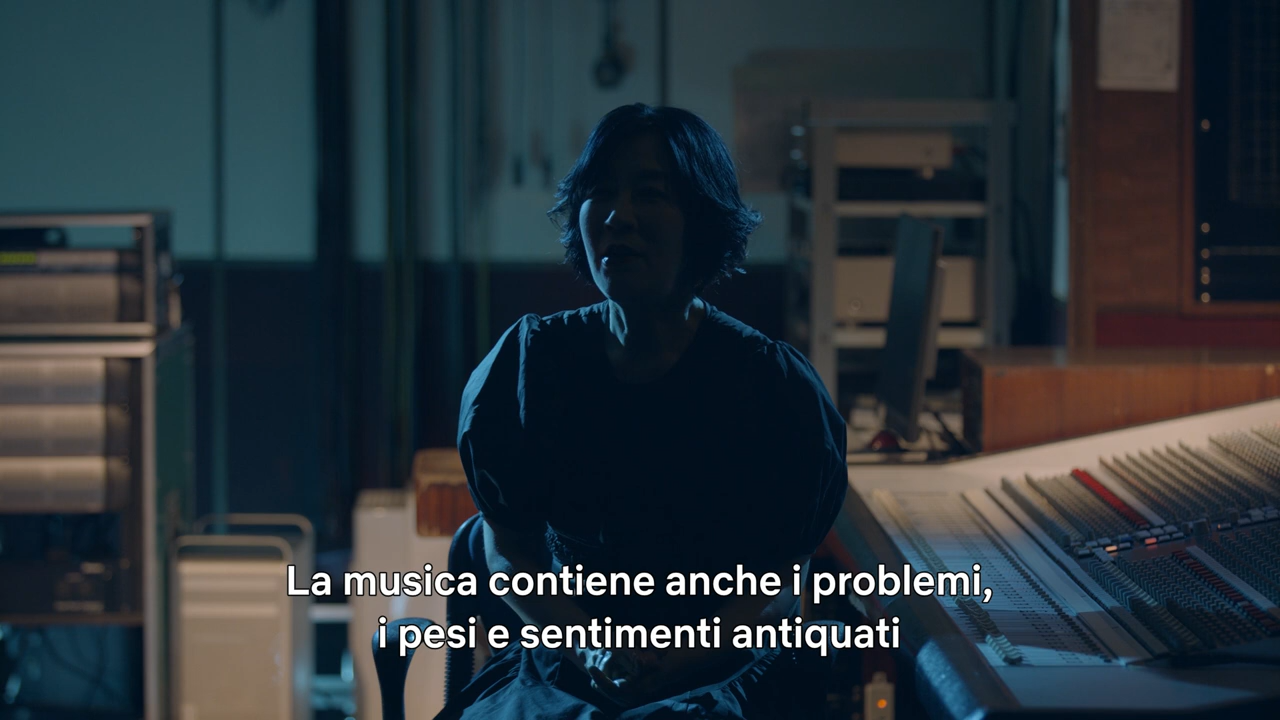 La musica contiene anche i problemi,
i pesi e sentimenti antiquati